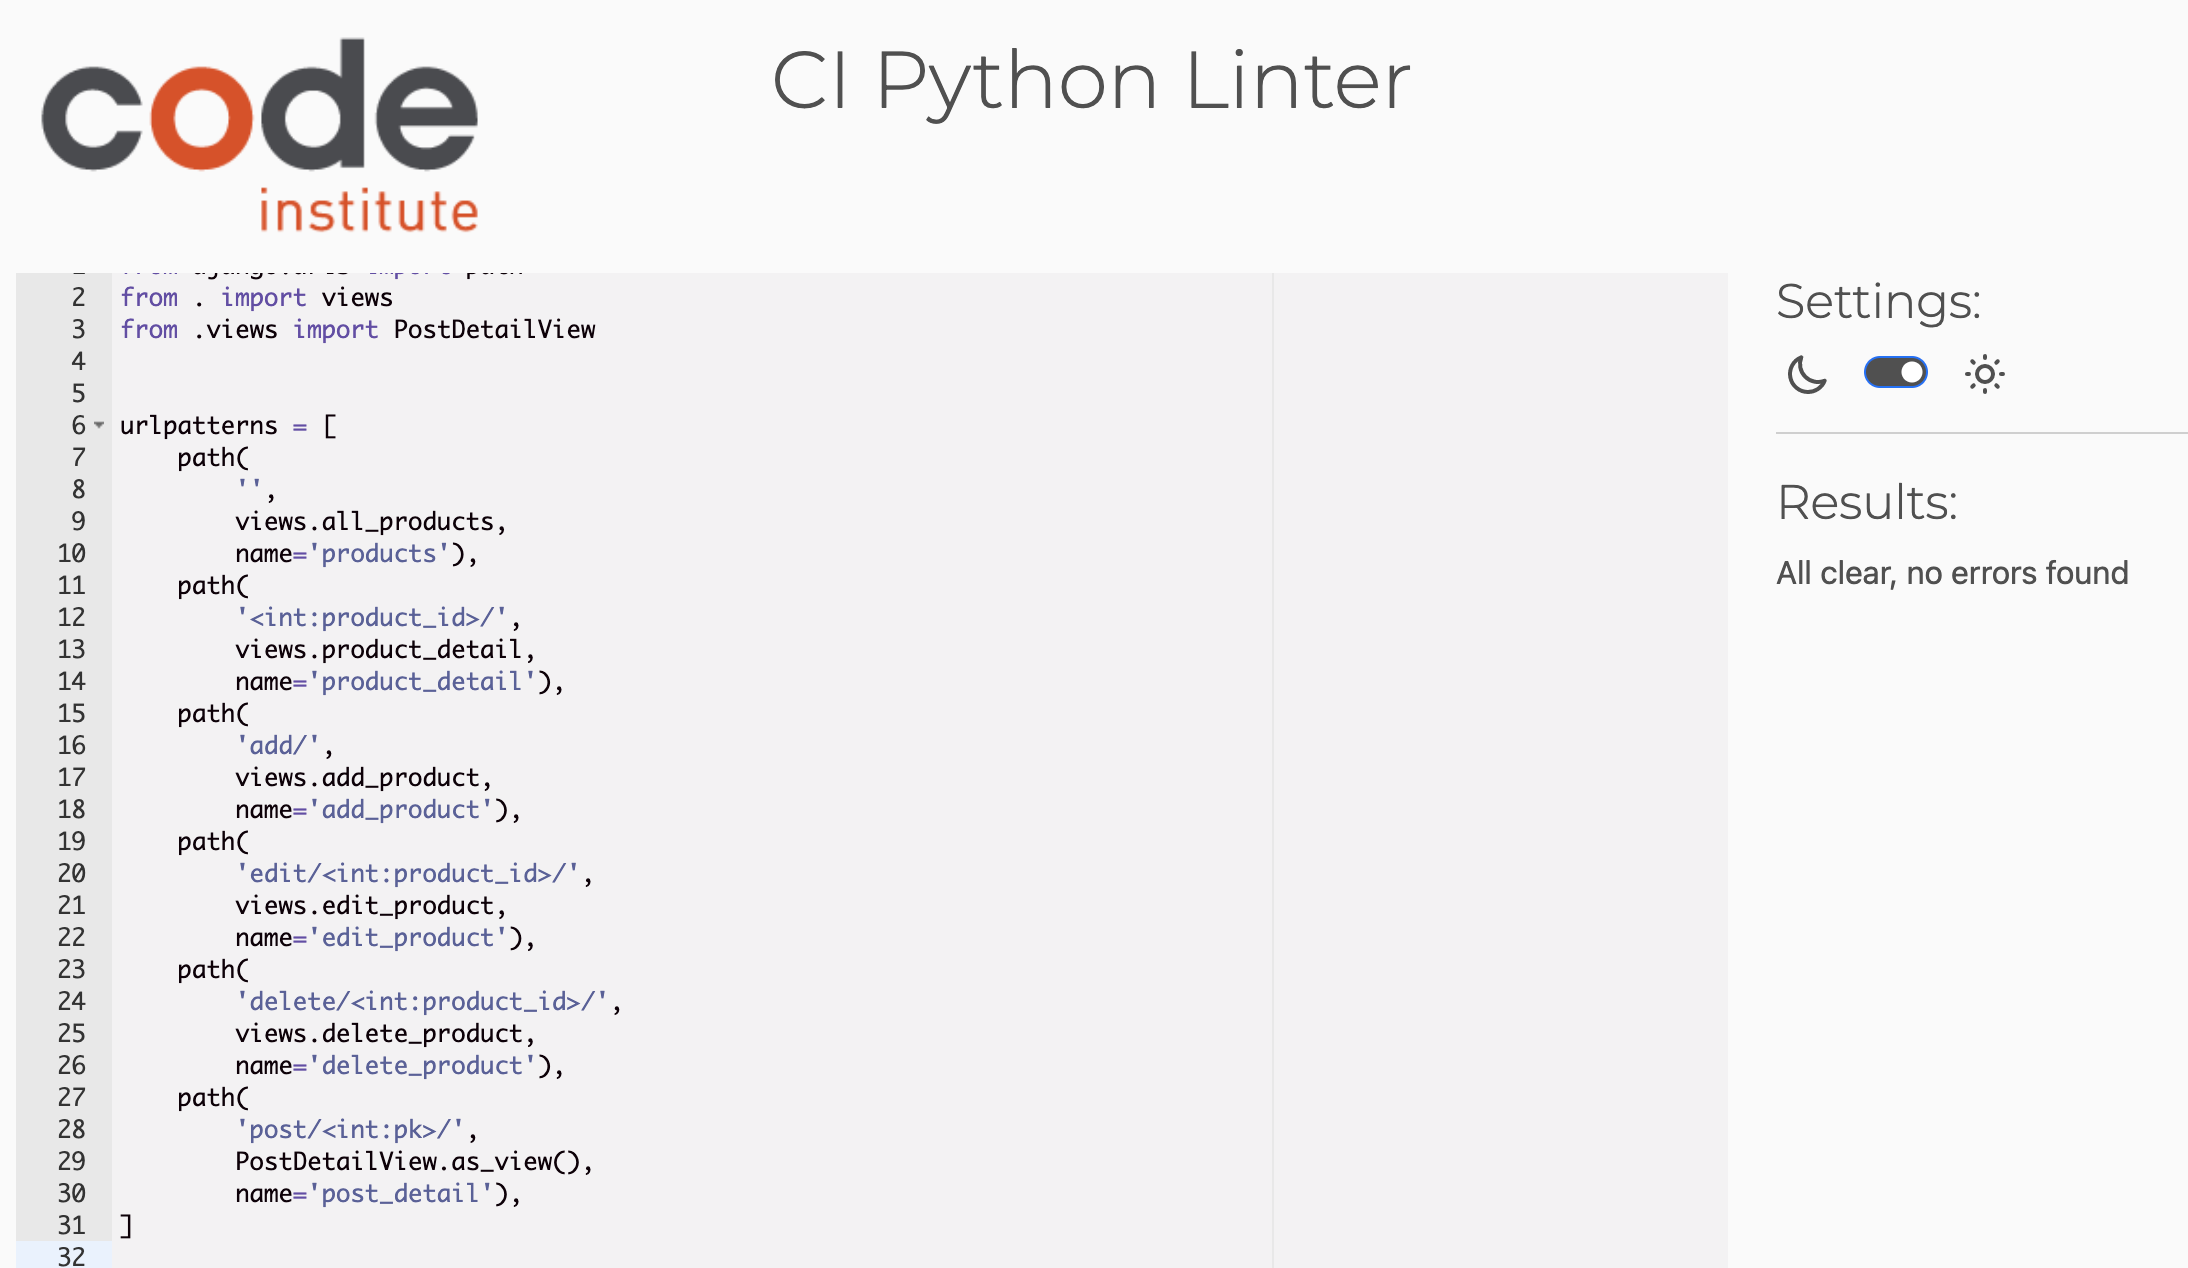 code
institute
CI Python Linter
2 from . import views
3 from .views import PostDetailView
4
5
6 urlpatterns = [
7     path(
8         '',
9         views.all_products,
10         name='products'),
11     path(
12         '<int:product_id>/',
13         views.product_detail,
14         name='product_detail'),
15     path(
16         'add/',
17         views.add_product,
18         name='add_product'),
19     path(
20         'edit/<int:product_id>/',
21         views.edit_product,
22         name='edit_product'),
23     path(
24         'delete/<int:product_id>/',
25         views.delete_product,
26         name='delete_product'),
27     path(
28         'post/<int:pk>/',
29         PostDetailView.as_view(),
30         name='post_detail'),
31 ]
32
Settings:
Results:
All clear, no errors found